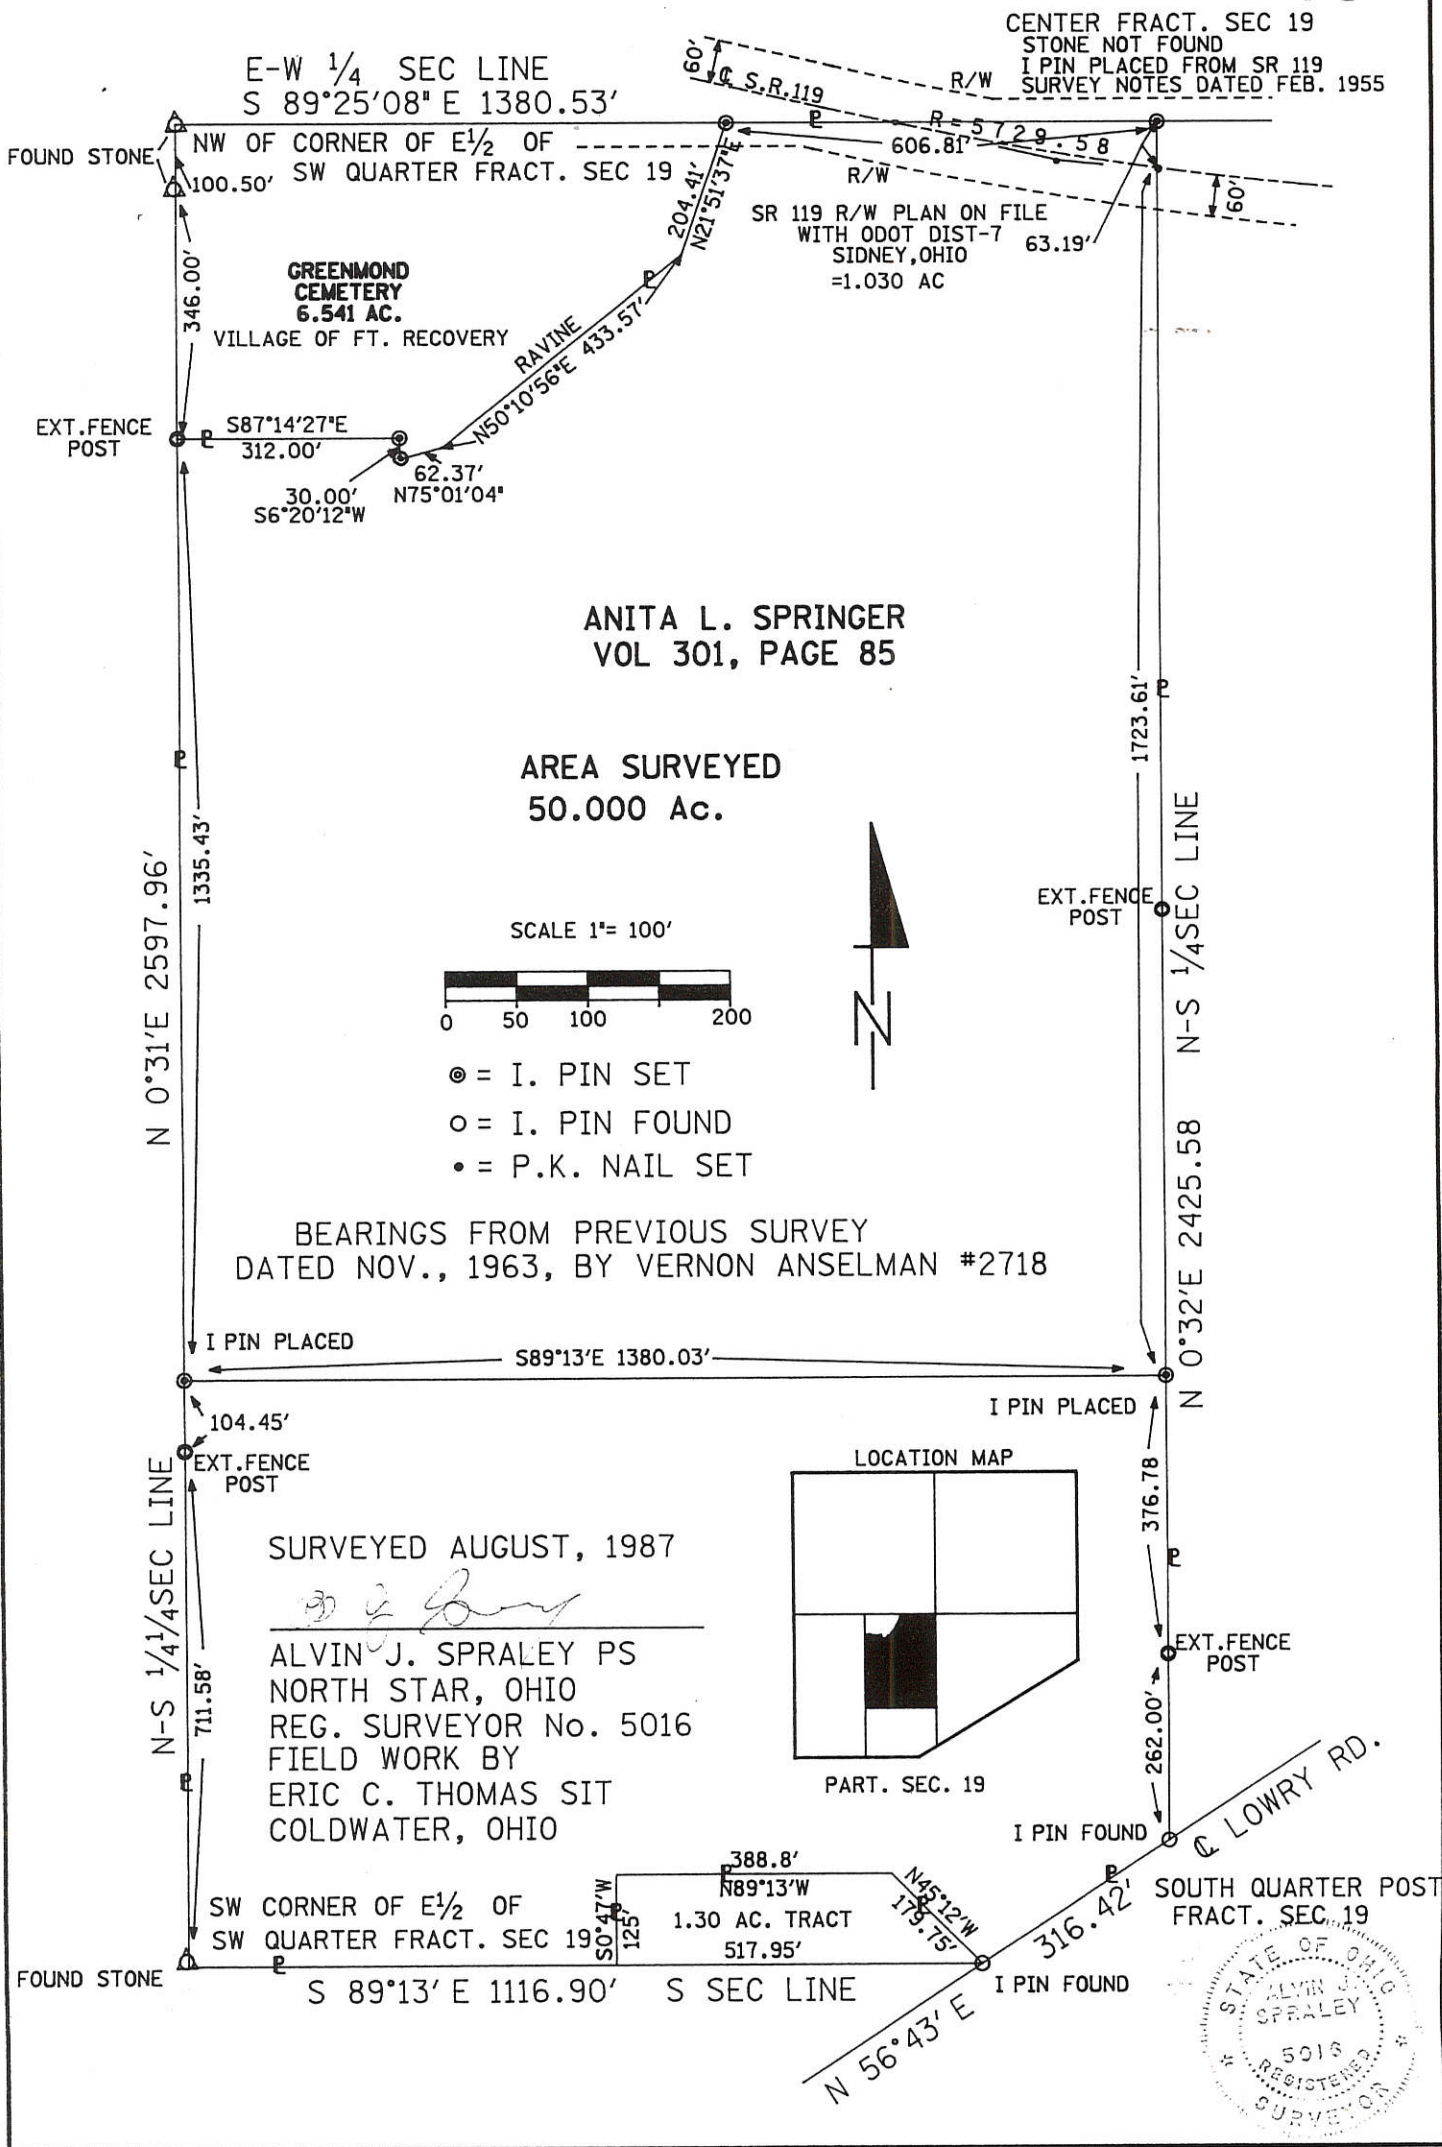 CENTER FRACT. SEC 19
STONE NOT FOUND
I PIN PLACED FROM SR 119
SURVEY NOTES DATED FEB. 1955
E-W 1/4 SEC LINE
S 89°25'08" E 1380.53'
60'
℄ S.R.119
R/W
FOUND STONE
NW OF CORNER OF E1/2 OF
SW QUARTER FRACT. SEC 19
100.50'
℄
R=5729.58
606.81'
R/W
60'
204.41'
N21°51'37"E
SR 119 R/W PLAN ON FILE
WITH ODOT DIST-7
SIDNEY,OHIO
=1.030 AC
63.19'
346.00'
GREENMOND
CEMETERY
6.541 AC.
VILLAGE OF FT. RECOVERY
RAVINE
N50°10'56"E 433.57'
EXT.FENCE
POST
S87°14'27"E
312.00'
30.00'
S6°20'12"W
62.37'
N75°01'04"
ANITA L. SPRINGER
VOL 301, PAGE 85
1723.61'
AREA SURVEYED
50.000 Ac.
1335.43'
N 0°31'E 2597.96'
EXT.FENCE
POST
N-S 1/4SEC LINE
SCALE 1"= 100'
0 50 100 200
N
= I. PIN SET
= I. PIN FOUND
= P.K. NAIL SET
N 0°32'E 2425.58
BEARINGS FROM PREVIOUS SURVEY
DATED NOV., 1963, BY VERNON ANSELMAN #2718
I PIN PLACED
S89°13'E 1380.03'
I PIN PLACED
104.45'
EXT.FENCE
POST
N-S 1/4 1/4SEC LINE
711.58'
LOCATION MAP
PART. SEC. 19
376.78
EXT.FENCE
POST
262.00'
SURVEYED AUGUST, 1987
ALVIN J. SPRALEY PS
NORTH STAR, OHIO
REG. SURVEYOR No. 5016
FIELD WORK BY
ERIC C. THOMAS SIT
COLDWATER, OHIO
I PIN FOUND
℄ LOWRY RD.
388.8'
N89°13'W
1.30 AC. TRACT
517.95'
S0°47'W
125'
N45°12'W
179.75'
316.42'
SOUTH QUARTER POST
FRACT. SEC 19
SW CORNER OF E1/2 OF
SW QUARTER FRACT. SEC 19
FOUND STONE
S 89°13' E 1116.90' S SEC LINE
I PIN FOUND
N 56°43' E
STATE OF OHIO
ALVIN J.
SPRALEY
5016
REGISTERED
SURVEYOR